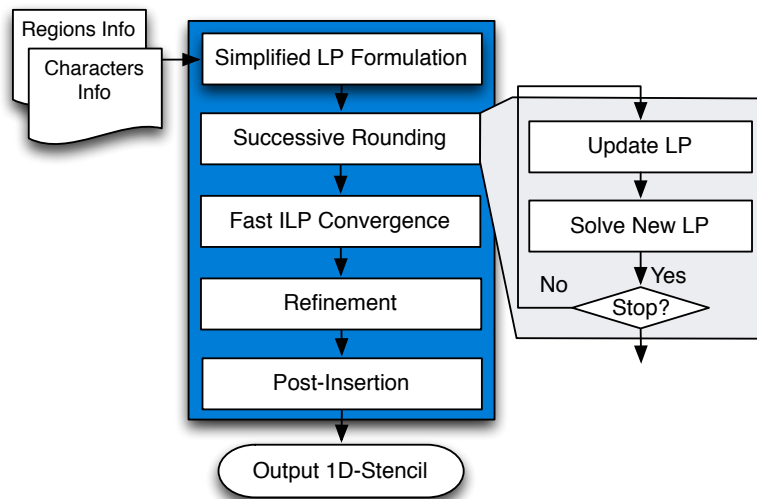 Regions Info
Characters
Info
Simplified LP Formulation
Successive Rounding
Fast ILP Convergence
Refinement
Post-Insertion
Output 1D-Stencil
Update LP
Solve New LP
No
Yes
Stop?